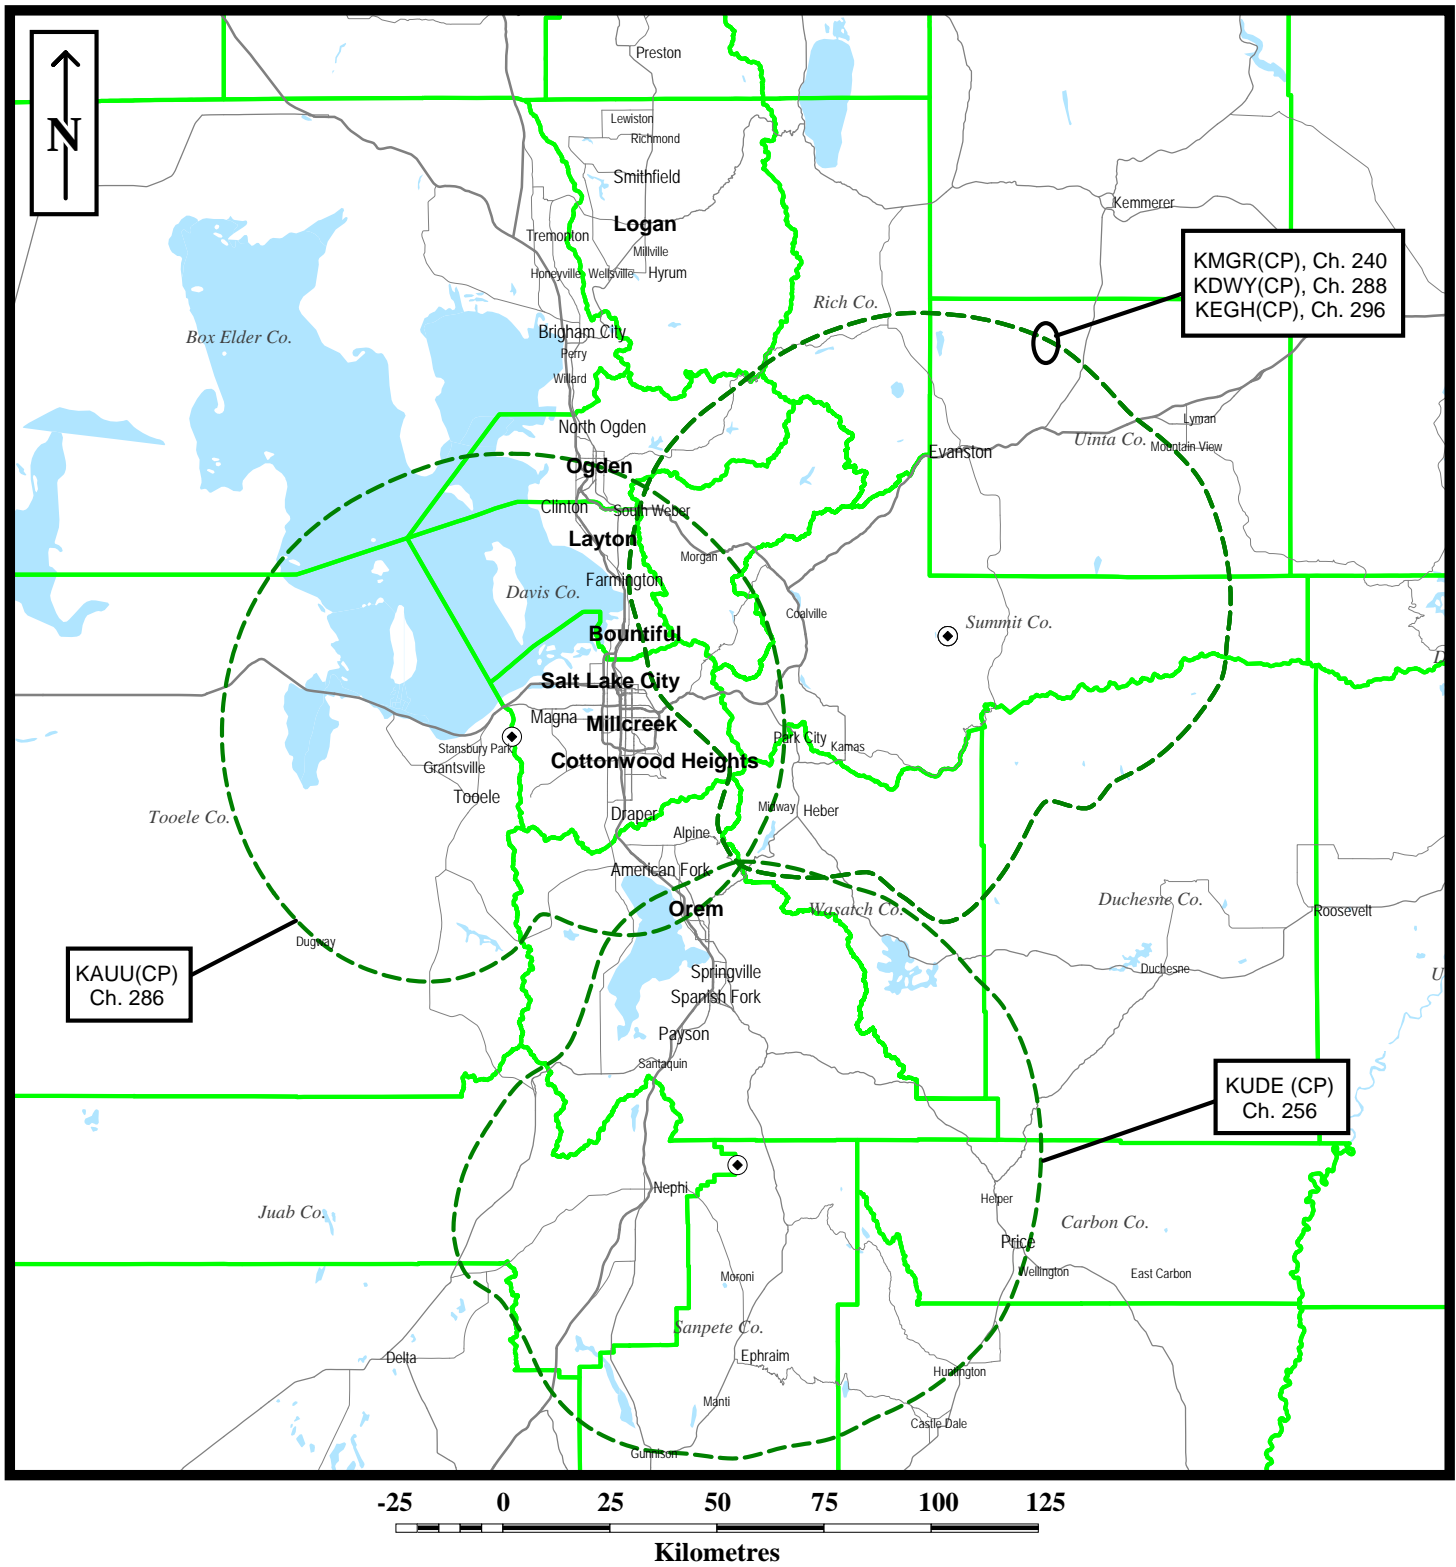 N
Preston
Lewiston
Richmond
Smithfield
Kemmerer
Logan
Tremonton
Millville
Honeyville Wellsville Hyrum
KMGR(CP), Ch. 240
KDWY(CP), Ch. 288
KEGH(CP), Ch. 296
Rich Co.
Box Elder Co.
Brigham City
Perry
Willard
North Ogden
Lyman
Uinta Co.
Mountain View
Evanston
Ogden
Clinton
South Weber
Layton
Morgan
Farmington
Davis Co.
Coalville
Summit Co.
Bountiful
D
Salt Lake City
Magna
Millcreek
Park City
Kamas
Stansbury Park
Grantsville
Cottonwood Heights
Tooele
Tooele Co.
Draper
Midway
Heber
Alpine
American Fork
Orem
Wasatch Co.
Duchesne Co.
Roosevelt
Dugway
KAUU(CP)
Ch. 286
Springville
Duchesne
U
Spanish Fork
Payson
Santaquin
KUDE (CP)
Ch. 256
Nephi
Helper
Juab Co.
Carbon Co.
Price
Moroni
Wellington
East Carbon
Sanpete Co.
Delta
Ephraim
Huntington
Manti
Castle Dale
Gunnison
-25 0 25 50 75 100 125
Kilometres